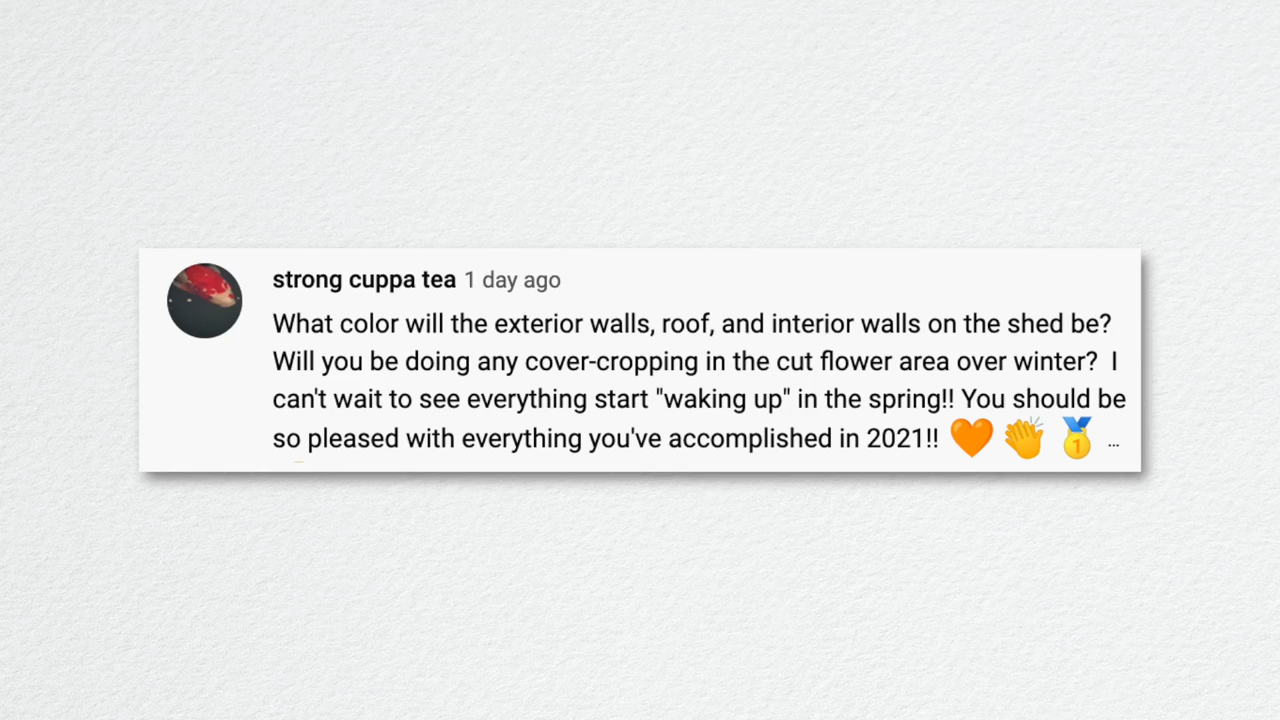 strong cuppa tea 1 day ago
What color will the exterior walls, roof, and interior walls on the shed be?
Will you be doing any cover-cropping in the cut flower area over winter?  I
can't wait to see everything start "waking up" in the spring!! You should be
so pleased with everything you've accomplished in 2021!! 🧡 👏 🥇 ...